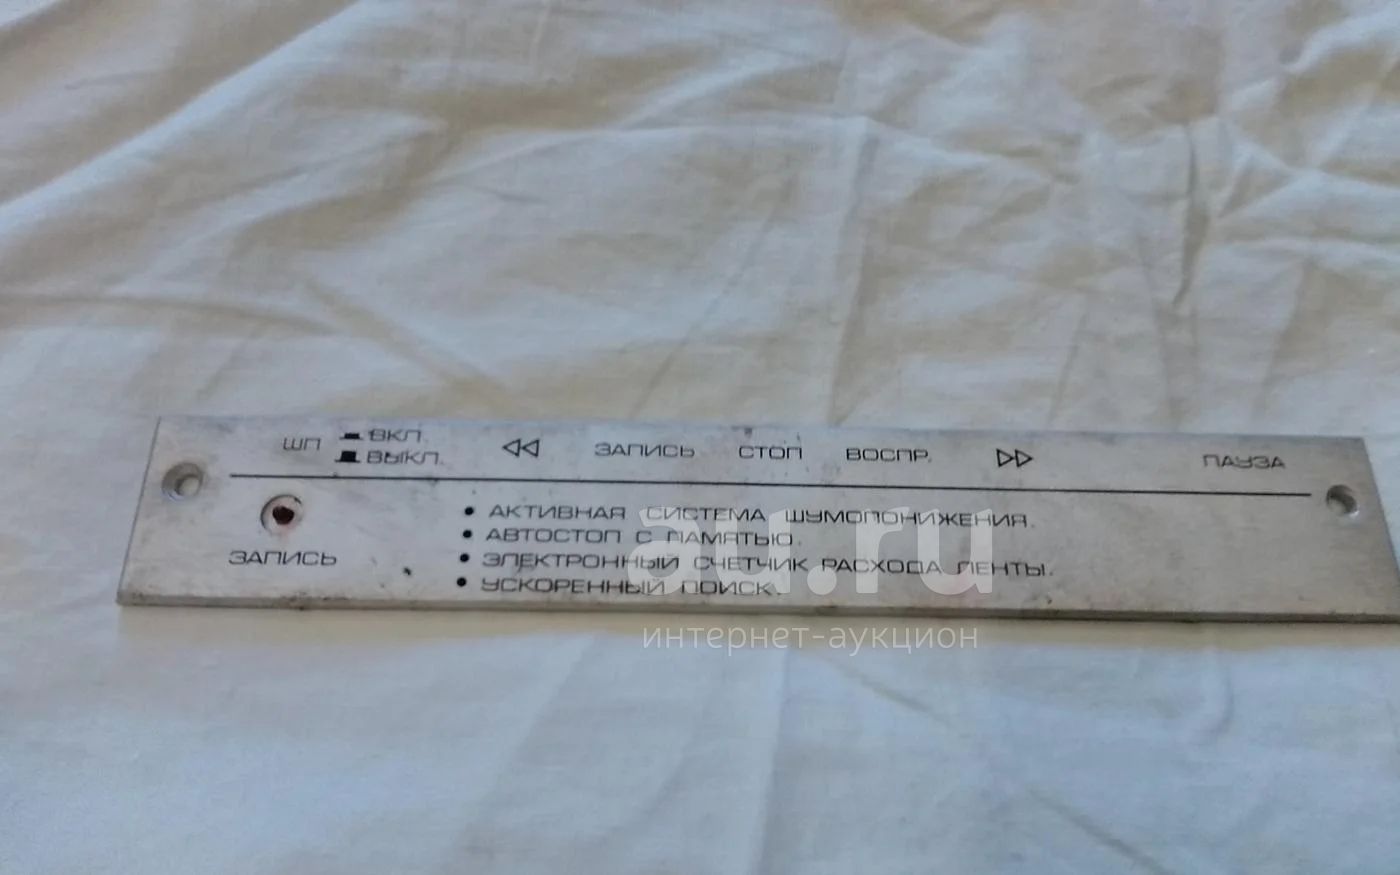 ШП ВКЛ.
ВЫКЛ.
ЗАПИСЬ СТОП ВОСПР. ПАУЗА
ЗАПИСЬ
• АКТИВНАЯ СИСТЕМА ШУМОПОНИЖЕНИЯ.
• АВТОСТОП С ПАМЯТЬЮ.
• ЭЛЕКТРОННЫЙ СЧЕТЧИК РАСХОДА ЛЕНТЫ.
• УСКОРЕННЫЙ ПОИСК.
au.ru
интернет-аукцион